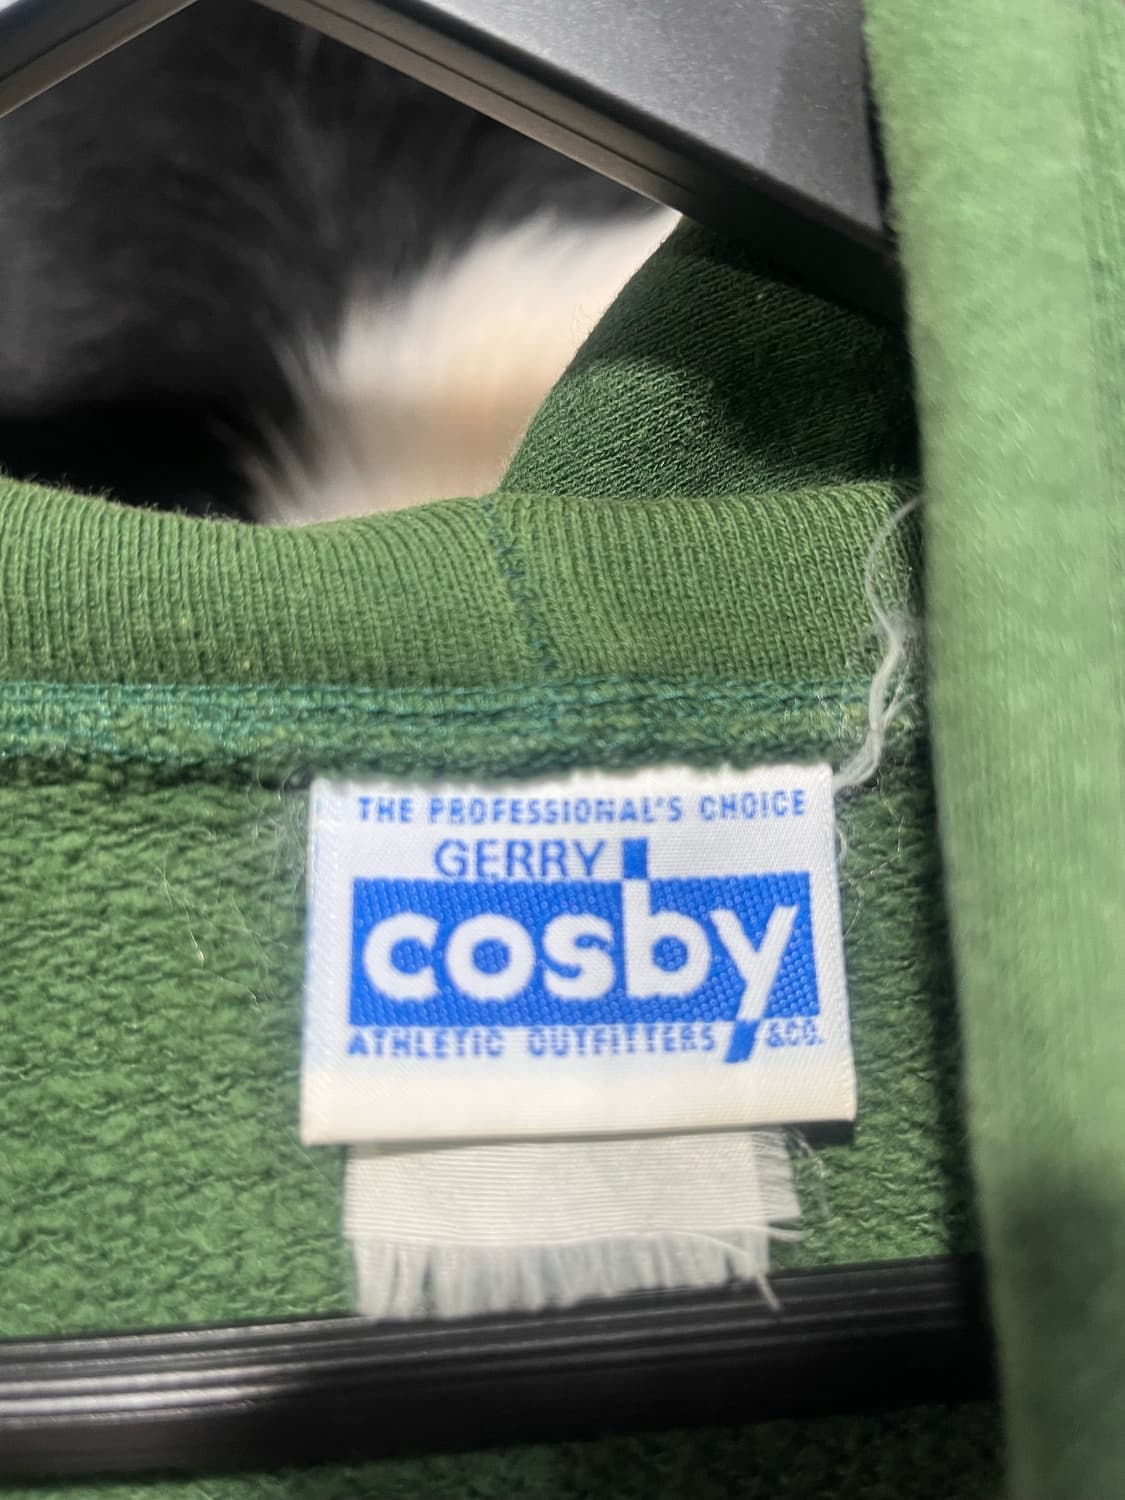 THE PROFESSIONAL'S CHOICE
GERRY
cosby
ATHLETIC OUTFITTERS &CO.